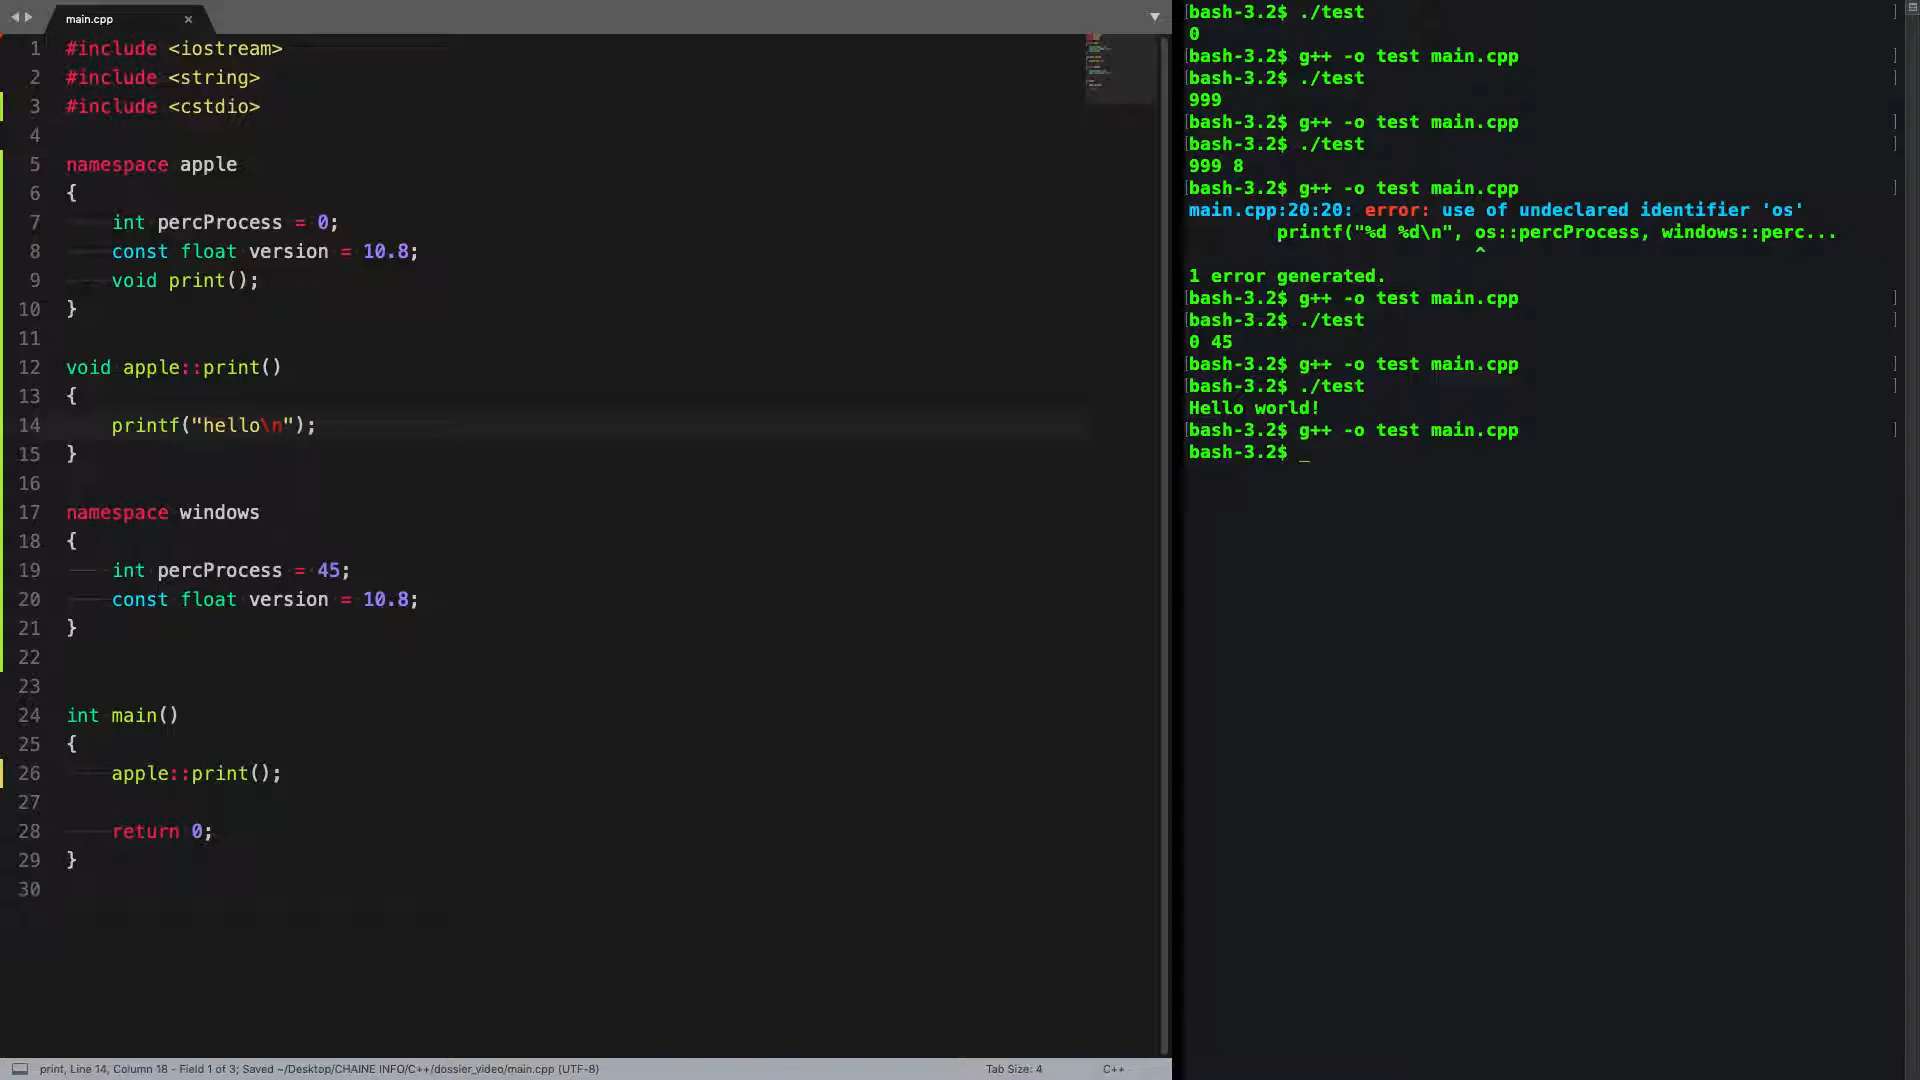 main.cpp
1 #include <iostream>
2 #include <string>
3 #include <cstdio>
4
5 namespace apple
6 {
7 int percProcess = 0;
8 const float version = 10.8;
9 void print();
10 }
11
12 void apple::print()
13 {
14 printf("hello\n");
15 }
16
17 namespace windows
18 {
19 int percProcess = 45;
20 const float version = 10.8;
21 }
22
23
24 int main()
25 {
26 apple::print();
27
28 return 0;
29 }
30
print, Line 14, Column 18 - Field 1 of 3; Saved ~/Desktop/CHAINE INFO/C++/dossier_video/main.cpp (UTF-8)
Tab Size: 4
C++
[bash-3.2$ ./test ]
0
[bash-3.2$ g++ -o test main.cpp ]
[bash-3.2$ ./test ]
999
[bash-3.2$ g++ -o test main.cpp ]
[bash-3.2$ ./test ]
999 8
[bash-3.2$ g++ -o test main.cpp ]
main.cpp:20:20: error: use of undeclared identifier 'os'
printf("%d %d\n", os::percProcess, windows::perc...
^
1 error generated.
[bash-3.2$ g++ -o test main.cpp ]
[bash-3.2$ ./test ]
0 45
[bash-3.2$ g++ -o test main.cpp ]
[bash-3.2$ ./test ]
Hello world!
[bash-3.2$ g++ -o test main.cpp ]
bash-3.2$ _